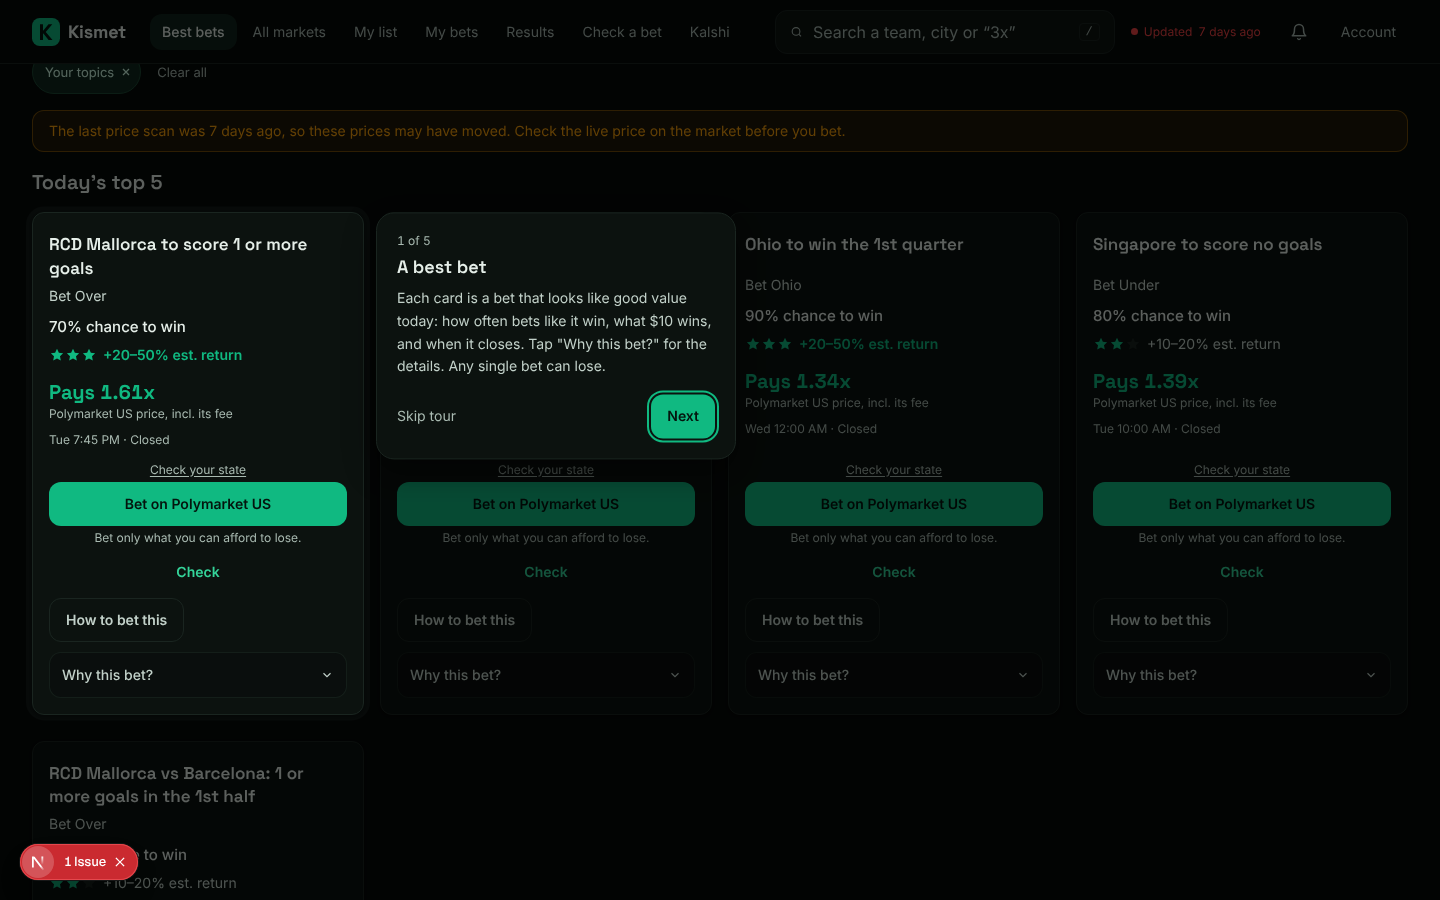 K Kismet
Best bets
All markets
My list
My bets
Results
Check a bet
Kalshi
Search a team, city or “3x”
/
Updated 7 days ago
Account
Your topics ×
Clear all
The last price scan was 7 days ago, so these prices may have moved. Check the live price on the market before you bet.
Today’s top 5
RCD Mallorca to score 1 or more
goals
Bet Over
70% chance to win
★★★ +20–50% est. return
Pays 1.61x
Polymarket US price, incl. its fee
Tue 7:45 PM · Closed
Check your state
Bet on Polymarket US
Bet only what you can afford to lose.
Check
How to bet this
Why this bet?
1 of 5
A best bet
Each card is a bet that looks like good value
today: how often bets like it win, what $10 wins,
and when it closes. Tap "Why this bet?" for the
details. Any single bet can lose.
Skip tour
Next
Check your state
Bet on Polymarket US
Bet only what you can afford to lose.
Check
How to bet this
Why this bet?
Ohio to win the 1st quarter
Bet Ohio
90% chance to win
★★★ +20–50% est. return
Pays 1.34x
Polymarket US price, incl. its fee
Wed 12:00 AM · Closed
Check your state
Bet on Polymarket US
Bet only what you can afford to lose.
Check
How to bet this
Why this bet?
Singapore to score no goals
Bet Under
80% chance to win
★★★ +10–20% est. return
Pays 1.39x
Polymarket US price, incl. its fee
Tue 10:00 AM · Closed
Check your state
Bet on Polymarket US
Bet only what you can afford to lose.
Check
How to bet this
Why this bet?
RCD Mallorca vs Barcelona: 1 or
more goals in the 1st half
Bet Over
to win
★★★ +10–20% est. return
N 1 Issue ×